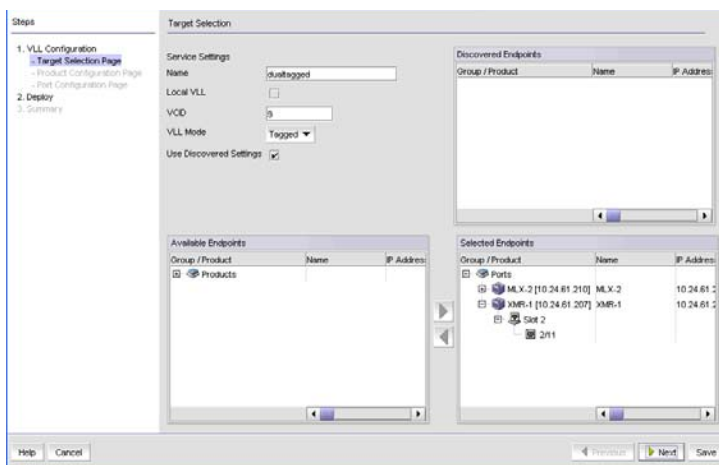 Steps
1. VLL Configuration
- Target Selection Page
- Product Configuration Page
- Port Configuration Page
2. Deploy
3. Summary
Target Selection
Service Settings
Name dualtagged
Local VLL
VCID 9
VLL Mode Tagged
Use Discovered Settings
Discovered Endpoints
Group / Product Name IP Address
Available Endpoints
Group / Product Name IP Address
Products
Selected Endpoints
Group / Product Name IP Address
Ports
MLX-2 [10.24.61.210] MLX-2 10.24.61.2
XMR-1 [10.24.61.207] XMR-1 10.24.61.2
Slot 2
2/11
Help Cancel Previous Next Save